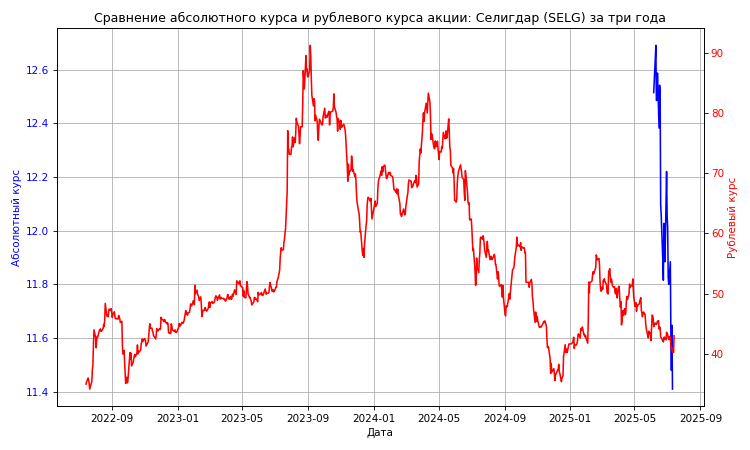 Сравнение абсолютного курса и рублевого курса акции: Селигдар (SELG) за три года
Абсолютный курс
12.6
12.4
12.2
12.0
11.8
11.6
11.4
90
80
70
60
50
40
Рублевый курс
2022-09 2023-01 2023-05 2023-09 2024-01 2024-05 2024-09 2025-01 2025-05 2025-09
Дата